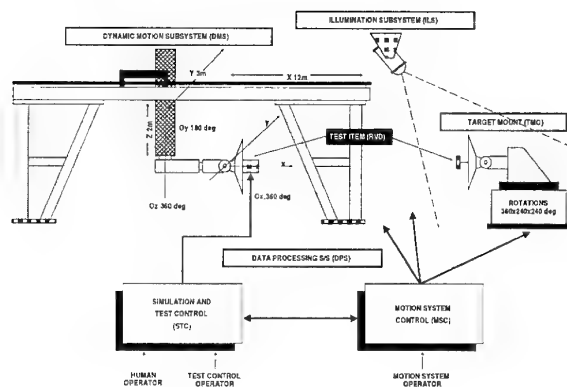 DYNAMIC MOTION SUBSYSTEM (DMS)
ILLUMINATION SUBSYSTEM (ILS)
Y 3m
X 12m
Z 2m
Oy 180 deg
Y
TEST ITEM (RVD)
TARGET MOUNT (TMO)
X
Oz 360 deg
Ox 360 deg
ROTATIONS
360x240x240 deg
DATA PROCESSING S/S (DPS)
SIMULATION AND
TEST CONTROL
(STC)
MOTION SYSTEM
CONTROL (MSC)
HUMAN
OPERATOR
TEST CONTROL
OPERATOR
MOTION SYSTEM
OPERATOR